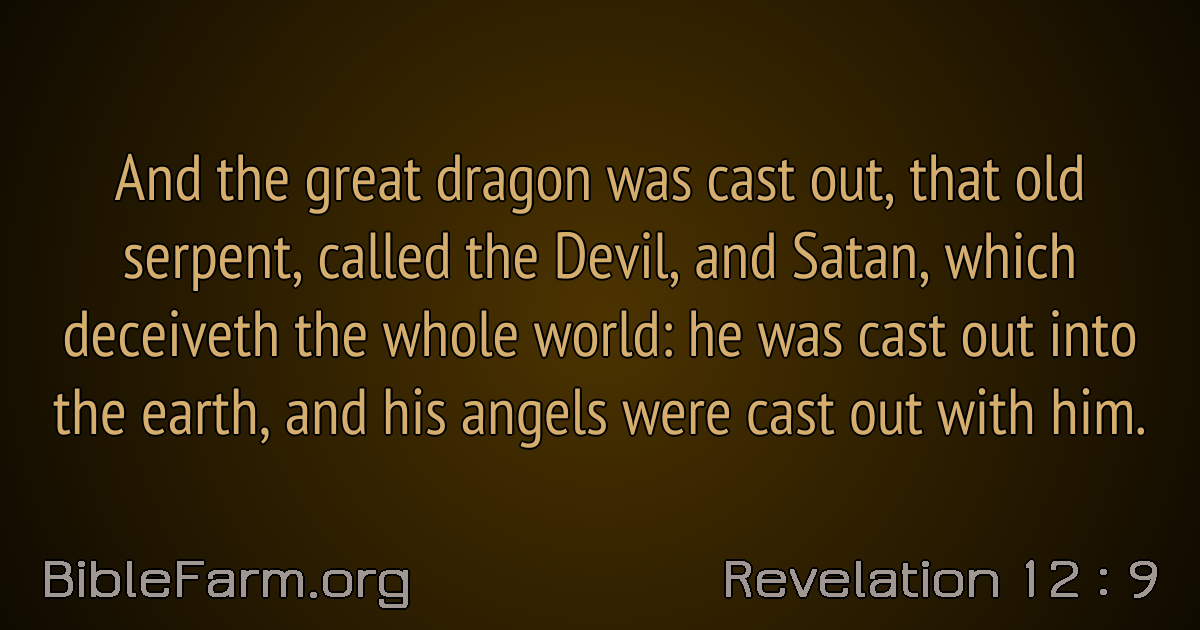 And the great dragon was cast out, that old
serpent, called the Devil, and Satan, which
deceiveth the whole world: he was cast out into
the earth, and his angels were cast out with him.
BibleFarm.org
Revelation 12 : 9